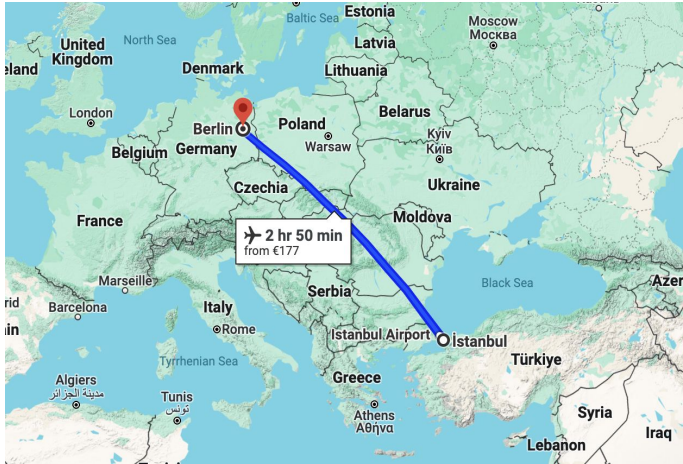 Estonia
Baltic Sea
Moscow
Москва
North Sea
United
Kingdom
Latvia
eland
Denmark
Lithuania
London
Belarus
Berlin
Poland
Kyiv
Київ
Belgium
Germany
Warsaw
Czechia
Ukraine
France
Moldova
2 hr 50 min
from €177
Marseille
Serbia
Black Sea
Azer
rid
Barcelona
Italy
in
Rome
Istanbul Airport
İstanbul
Tyrrhenian Sea
Türkiye
Algiers
مدينة الجزائر
Greece
Tunis
تونس
Athens
Αθήνα
Syria
Iraq
Lebanon